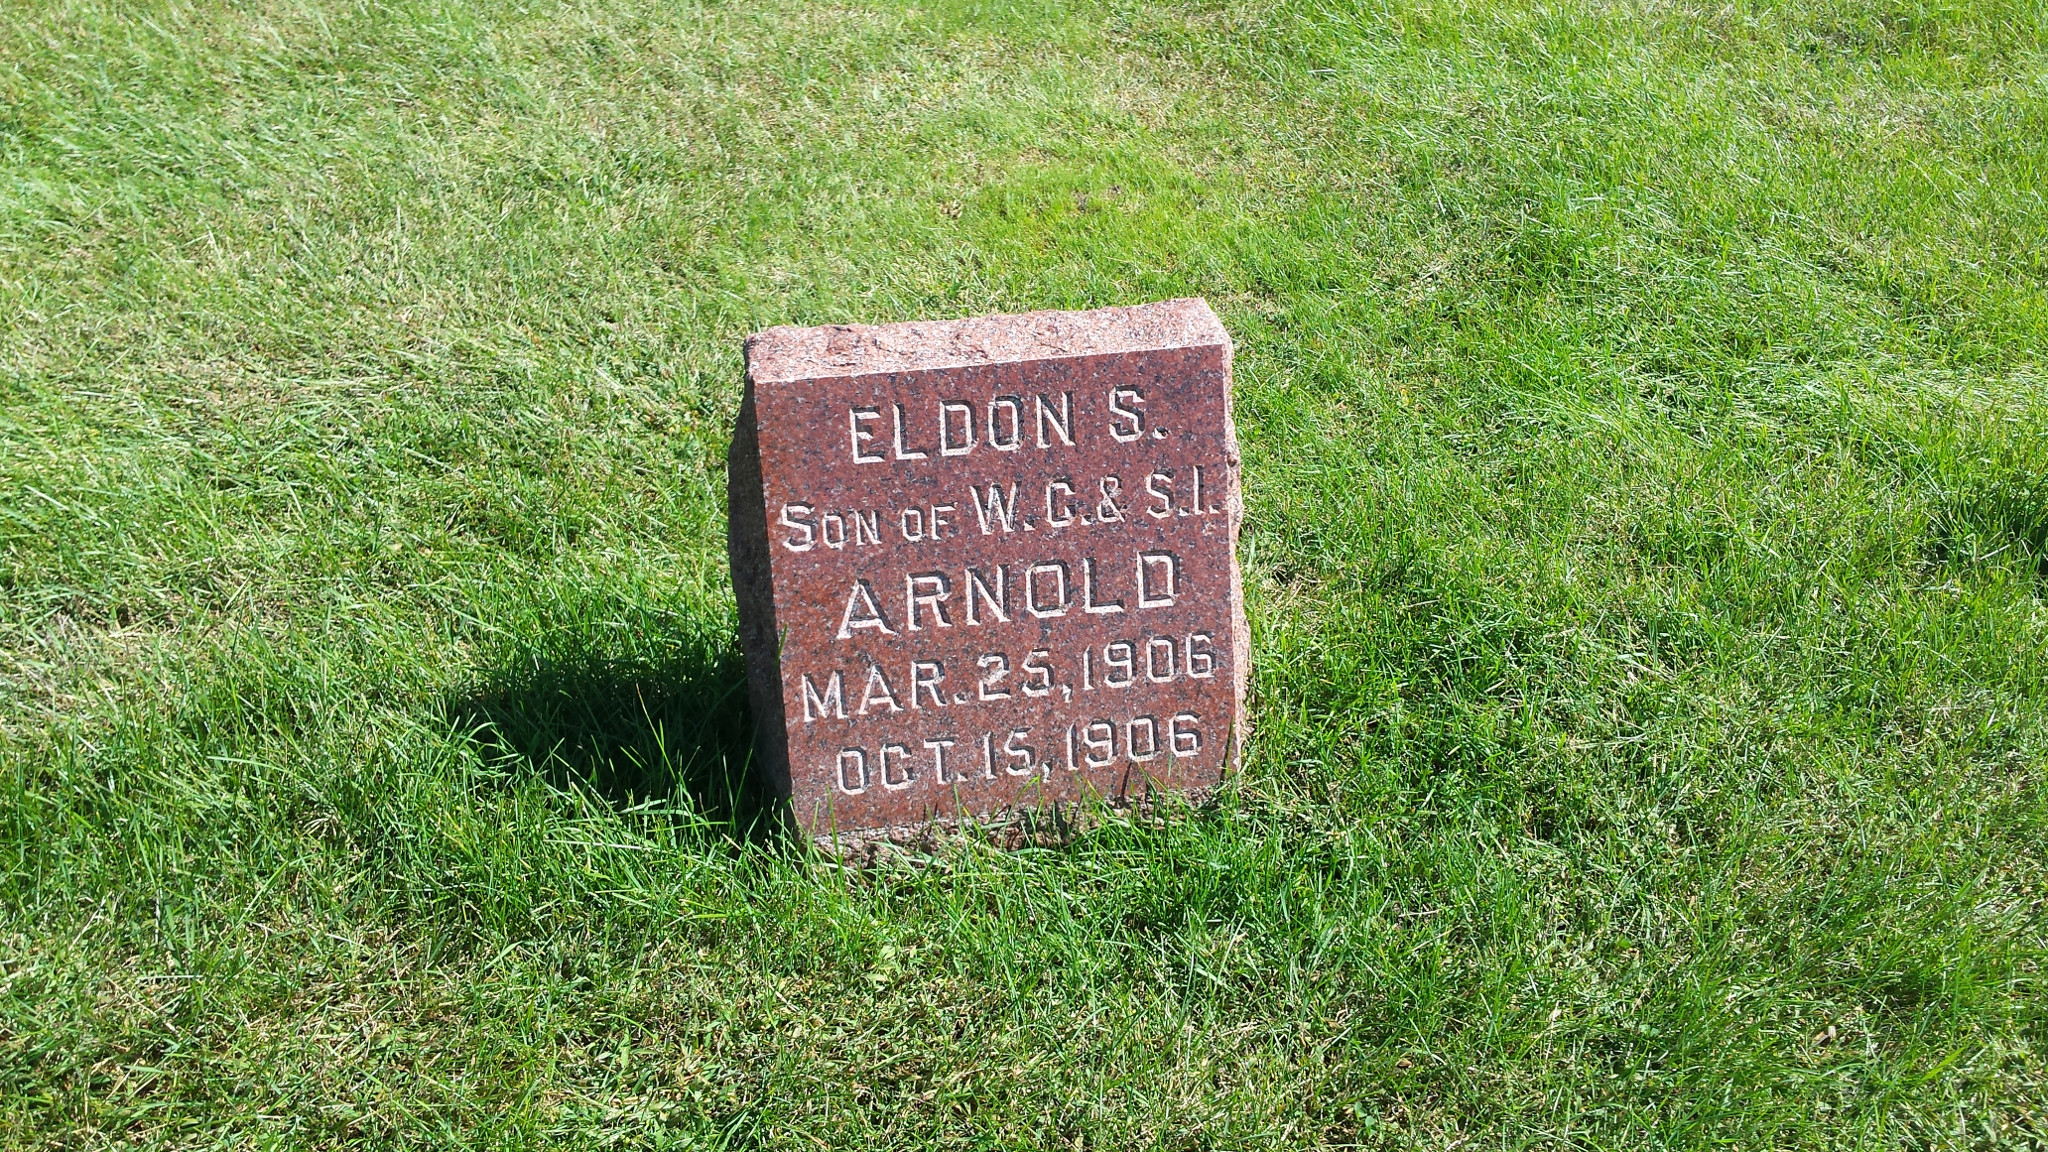 ELDON S.
SON OF W.C. & S.I.
ARNOLD
MAR. 25, 1906
OCT. 15, 1906